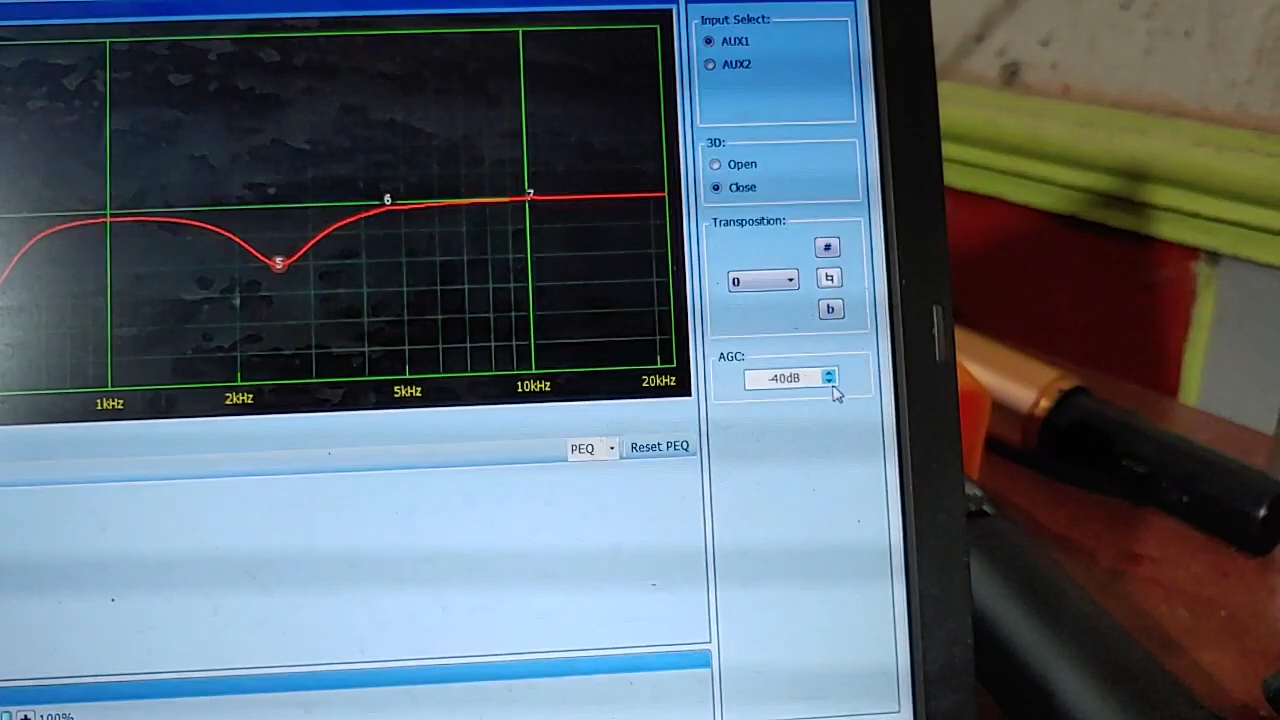 Input Select:
AUX1
AUX2
3D:
Open
Close
Transposition:
#
0
b
AGC:
-40dB
5
6
7
1kHz
2kHz
5kHz
10kHz
20kHz
PEQ
Reset PEQ
100%